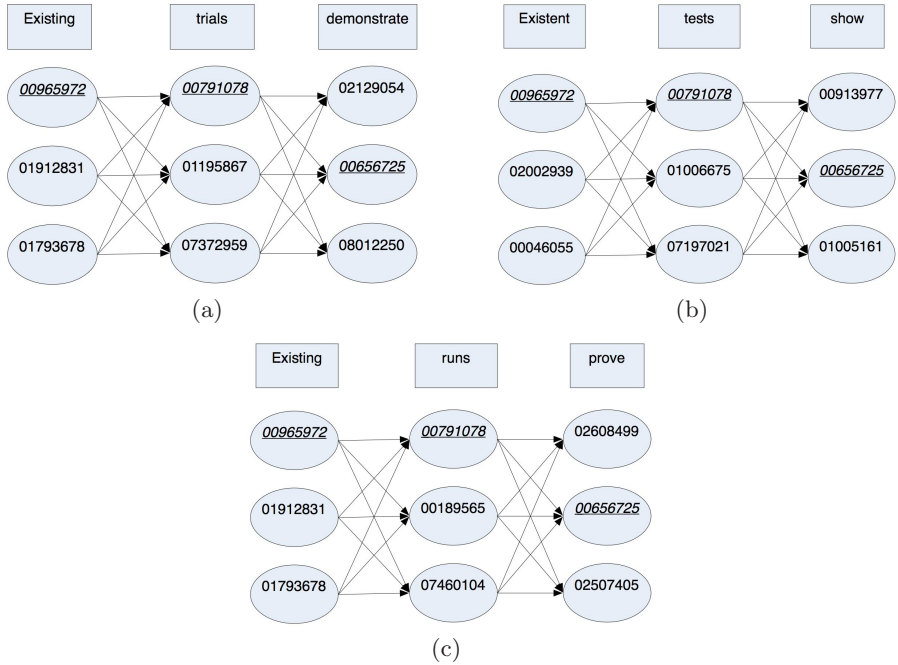 Existing trials demonstrate
00965972 00791078 02129054
01912831 01195867 00656725
01793678 07372959 08012250
(a)
Existent tests show
00965972 00791078 00913977
02002939 01006675 00656725
00046055 07197021 01005161
(b)
Existing runs prove
00965972 00791078 02608499
01912831 00189565 00656725
01793678 07460104 02507405
(c)